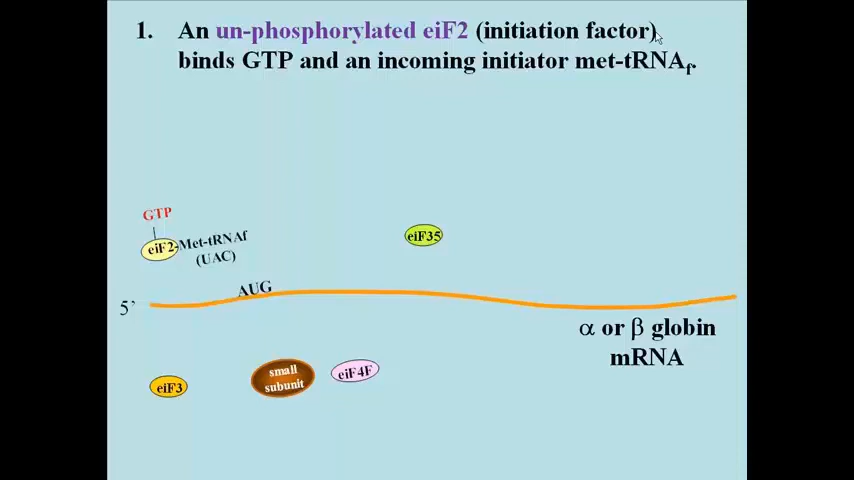 1. An un-phosphorylated eiF2 (initiation factor)
binds GTP and an incoming initiator met-tRNAf.
GTP
eiF2-Met-tRNAf
(UAC)
eiF35
AUG
5’
α or β globin
mRNA
eiF3
small
subunit
eiF4F